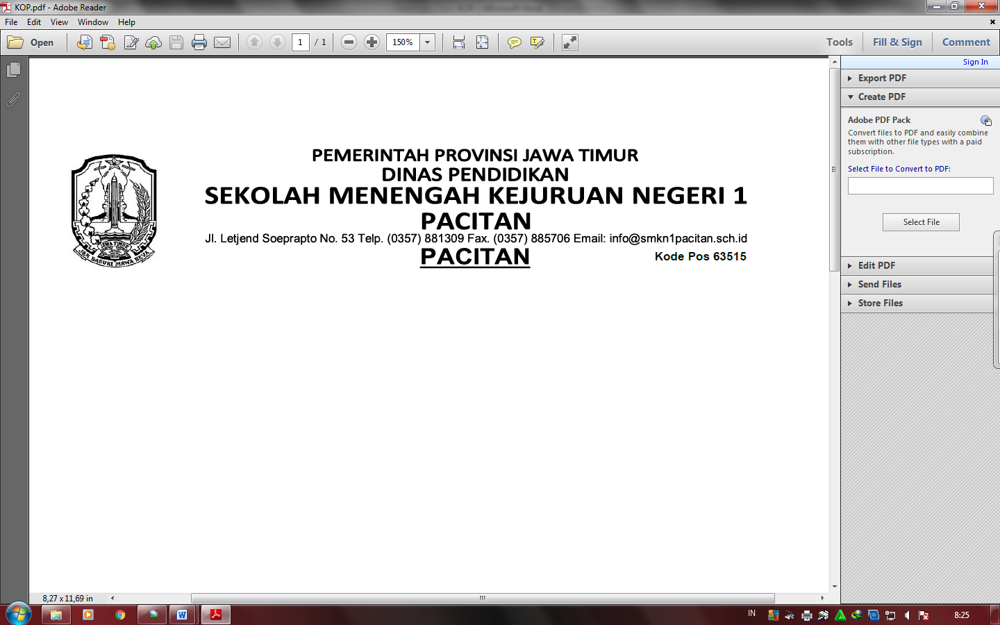 KOP.pdf - Adobe Reader
File Edit View Window Help
Open 1 / 1 150% Tools Fill & Sign Comment
Sign In
Export PDF
Create PDF
Adobe PDF Pack
Convert files to PDF and easily combine
them with other file types with a paid
subscription.
Select File to Convert to PDF:
Select File
Edit PDF
Send Files
Store Files
PEMERINTAH PROVINSI JAWA TIMUR
DINAS PENDIDIKAN
SEKOLAH MENENGAH KEJURUAN NEGERI 1
PACITAN
Jl. Letjend Soeprapto No. 53 Telp. (0357) 881309 Fax. (0357) 885706 Email: info@smkn1pacitan.sch.id
PACITAN Kode Pos 63515
JAWA TIMUR
JER BASUKI MAWA BEYA
8,27 x 11,69 in
IN 8:25